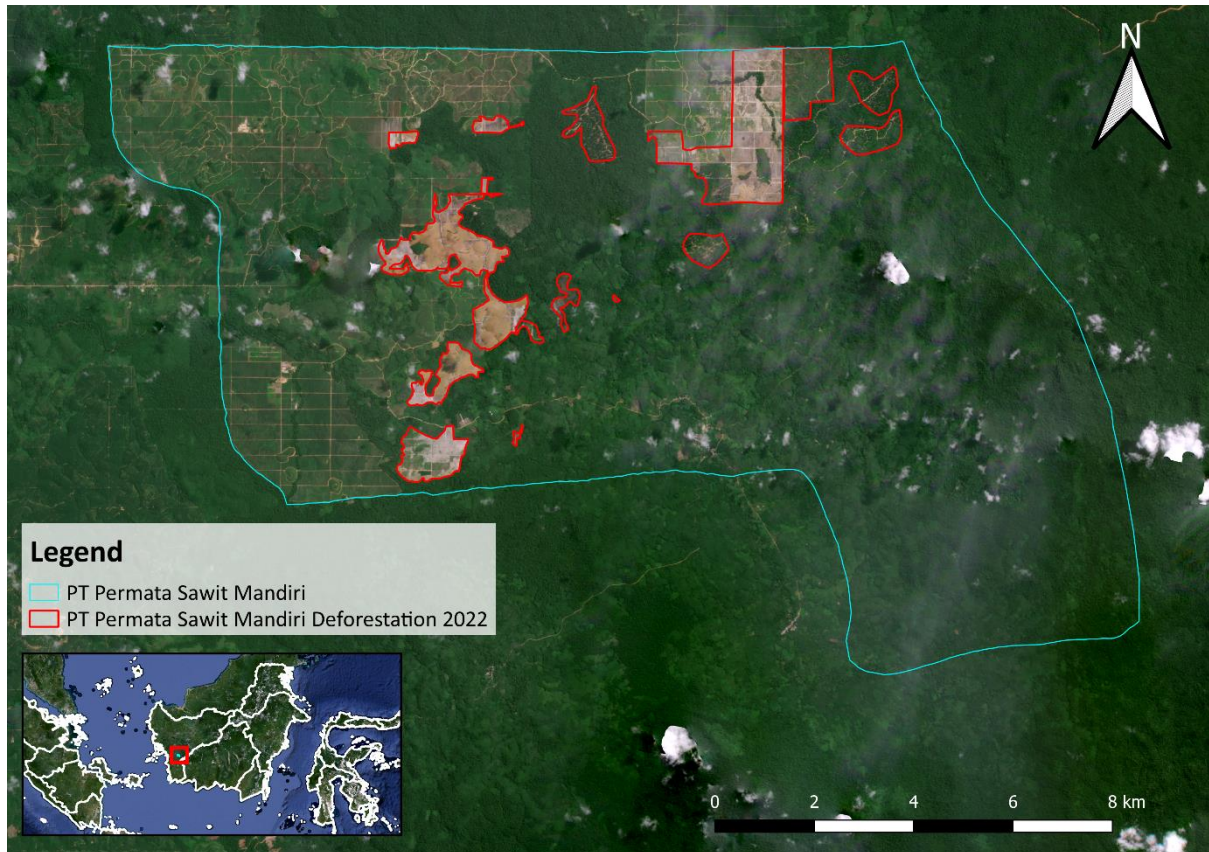 N
Legend
PT Permata Sawit Mandiri
PT Permata Sawit Mandiri Deforestation 2022
0 2 4 6 8 km